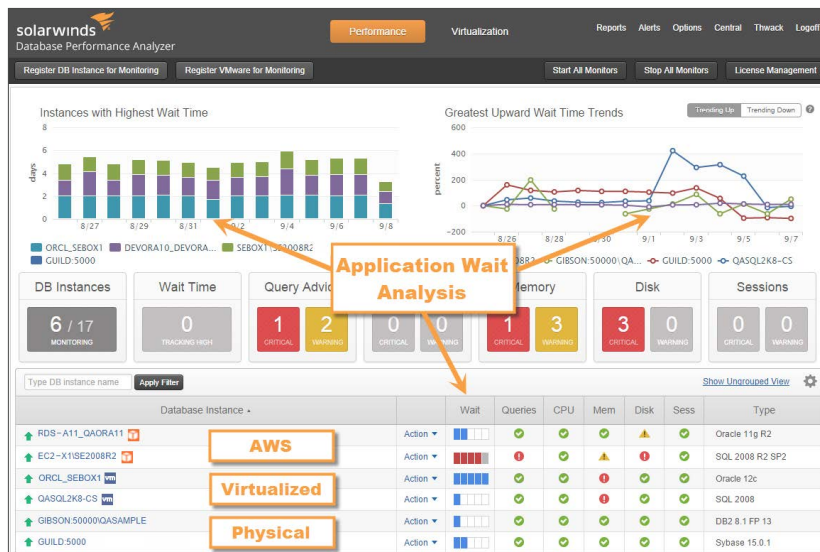 solarwinds
Database Performance Analyzer
Performance Virtualization Reports Alerts Options Central Thwack Logoff
Register DB Instance for Monitoring Register VMware for Monitoring Start All Monitors Stop All Monitors License Management
Instances with Highest Wait Time
8
6
4
2
0
days
8/27 8/29 8/31 9/2 9/4 9/6 9/8
ORCL_SEBOX1 DEVORA10_DEVORA... SEBOX1\SE2008R2
GUILD:5000
Greatest Upward Wait Time Trends
Trending Up Trending Down
600
400
200
0
-200
percent
8/26 8/28 8/30 9/1 9/3 9/5 9/7
GIBSON:50000\QA... GUILD:5000 QASQL2K8-CS
Application Wait
Analysis
DB Instances Wait Time Query Advic Memory Disk Sessions
6 / 17 0 1 2 0 0 1 3 3 0 0 0
MONITORING TRACKING HIGH CRITICAL WARNING CRITICAL WARNING CRITICAL WARNING CRITICAL WARNING CRITICAL WARNING
Type DB instance name Apply Filter Show Ungrouped View
Database Instance Wait Queries CPU Mem Disk Sess Type
RDS-A11_QAORA11 AWS Action Oracle 11g R2
EC2-X1\SE2008R2 Action SQL 2008 R2 SP2
ORCL_SEBOX1 vm Virtualized Action Oracle 12c
QASQL2K8-CS vm Action SQL 2008
GIBSON:50000\QASAMPLE Physical Action DB2 8.1 FP 13
GUILD:5000 Action Sybase 15.0.1